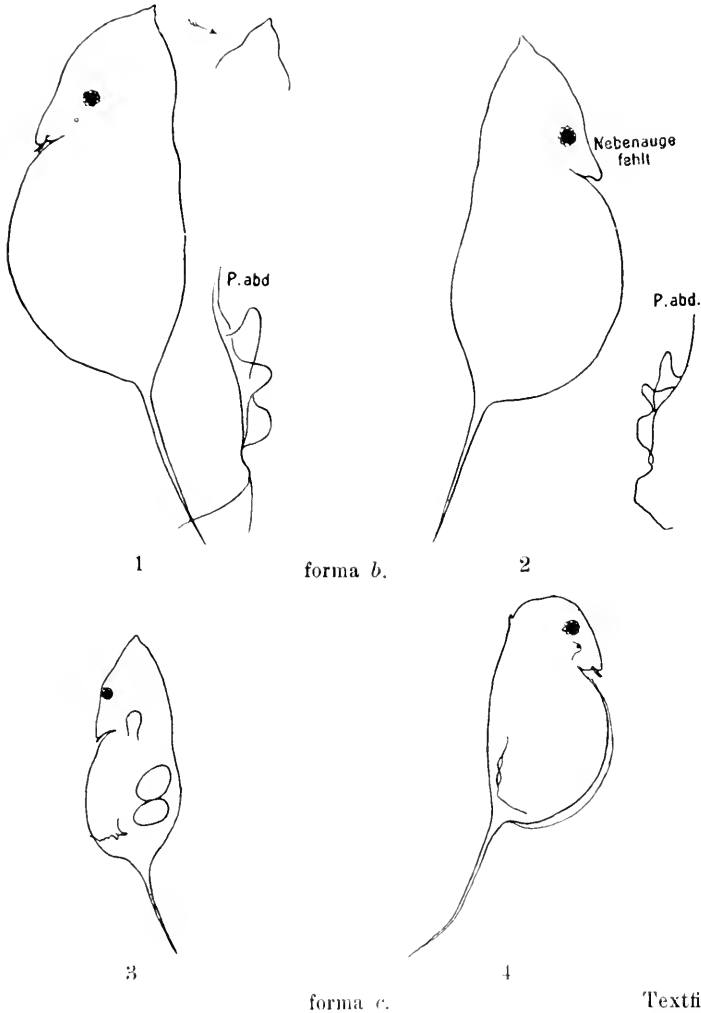 Nebenauge
fehlt
P. abd
P. abd.
1
2
forma b.
3
4
forma c.
Textfi